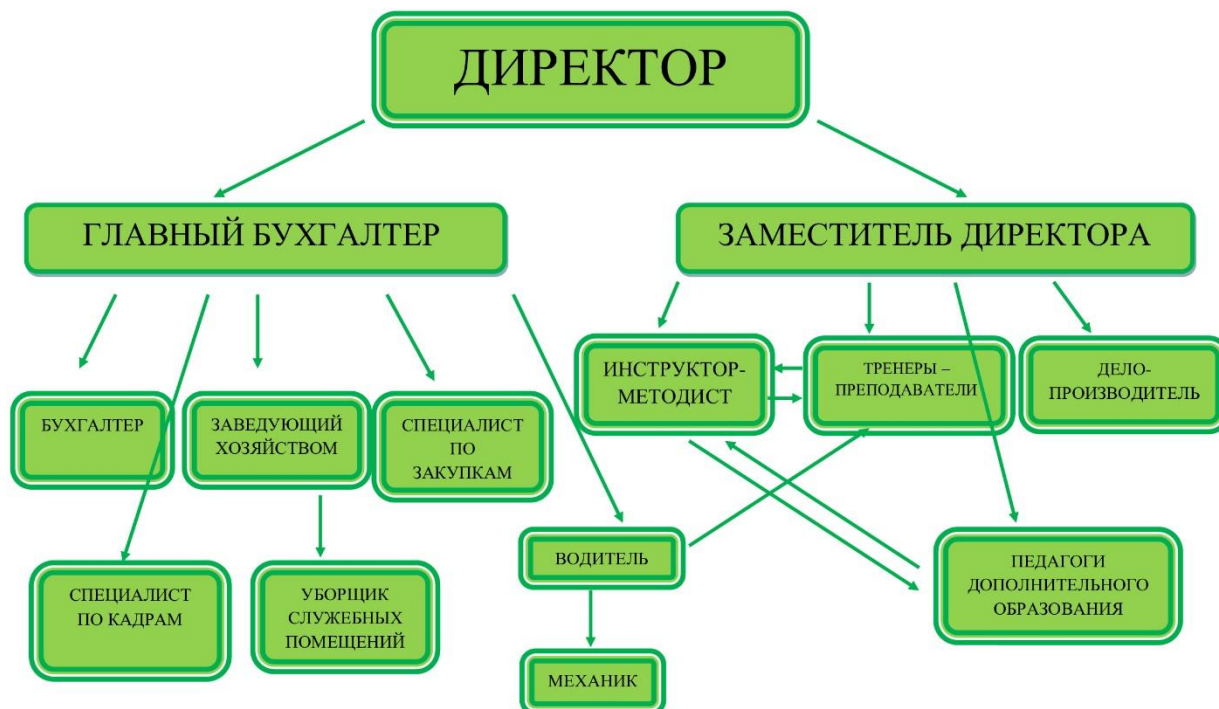 ДИРЕКТОР
ГЛАВНЫЙ БУХГАЛТЕР
ЗАМЕСТИТЕЛЬ ДИРЕКТОРА
ИНСТРУКТОР-
МЕТОДИСТ
ТРЕНЕРЫ –
ПРЕПОДАВАТЕЛИ
ДЕЛО-
ПРОИЗВОДИТЕЛЬ
БУХГАЛТЕР
ЗАВЕДУЮЩИЙ
ХОЗЯЙСТВОМ
СПЕЦИАЛИСТ
ПО
ЗАКУПКАМ
ВОДИТЕЛЬ
ПЕДАГОГИ
ДОПОЛНИТЕЛЬНОГО
ОБРАЗОВАНИЯ
СПЕЦИАЛИСТ
ПО КАДРАМ
УБОРЩИК
СЛУЖЕБНЫХ
ПОМЕЩЕНИЙ
МЕХАНИК